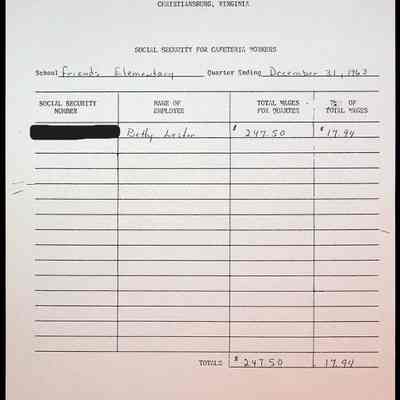 CHRISTIANSBURG, VIRGINIA
SOCIAL SECURITY FOR CAFETERIA WORKERS
School Friends Elementary Quarter Ending December 31, 1963
SOCIAL SECURITY NUMBER
NAME OF EMPLOYEE
TOTAL WAGES FOR QUARTER
OF TOTAL WAGES
Betty Lester $247.50 $17.94
TOTALS $247.50 17.94